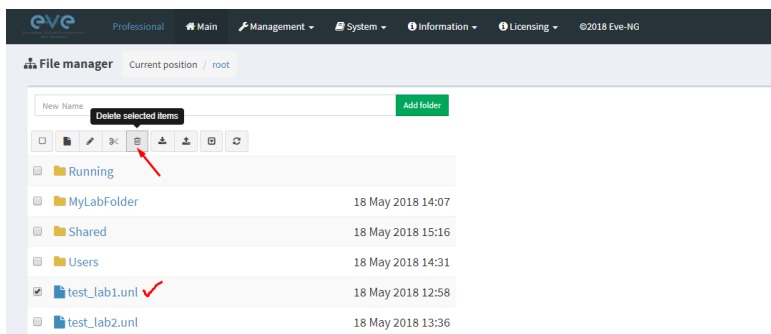 eve
Professional
Main
Management
System
Information
Licensing
©2018 Eve-NG
File manager
Current position / root
New Name
Add folder
Delete selected items
Running
MyLabFolder 18 May 2018 14:07
Shared 18 May 2018 15:16
Users 18 May 2018 14:31
test_lab1.unl 18 May 2018 12:58
test_lab2.unl 18 May 2018 13:36